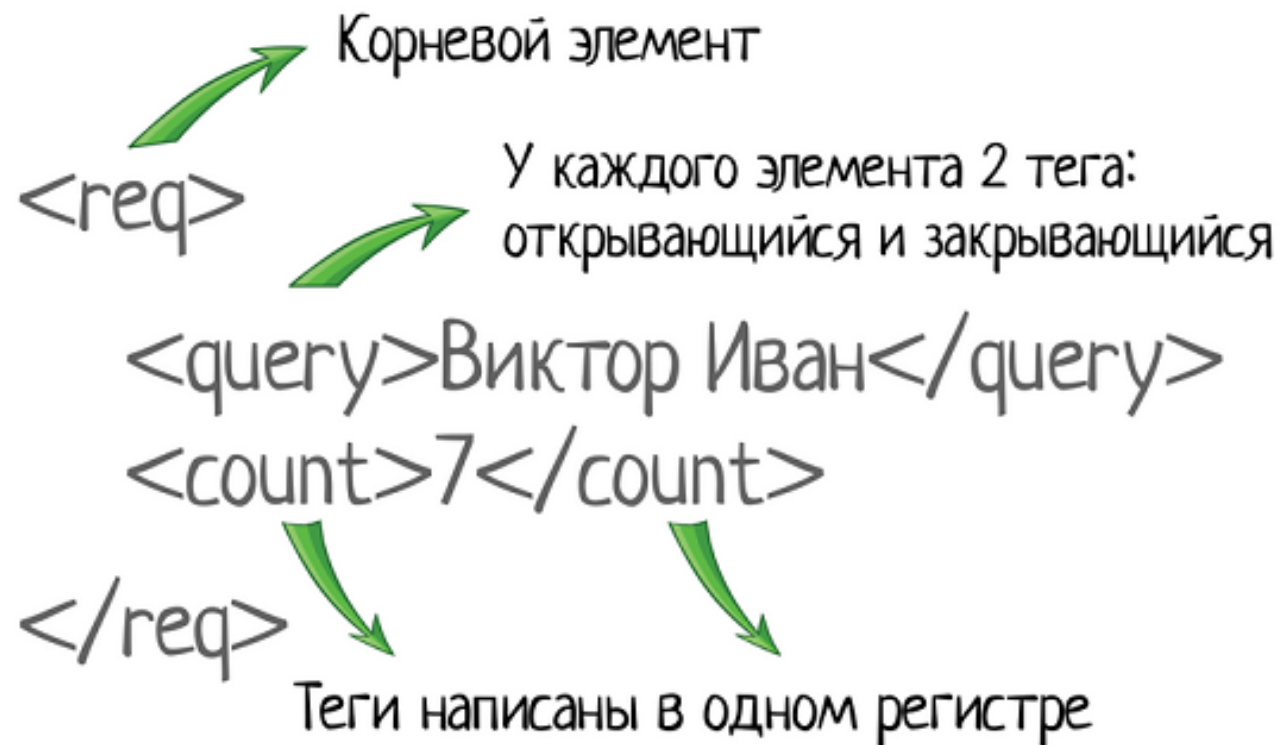 Корневой элемент
<req>
У каждого элемента 2 тега:
открывающийся и закрывающийся
<query>Виктор Иван</query>
<count>7</count>
</req>
Теги написаны в одном регистре